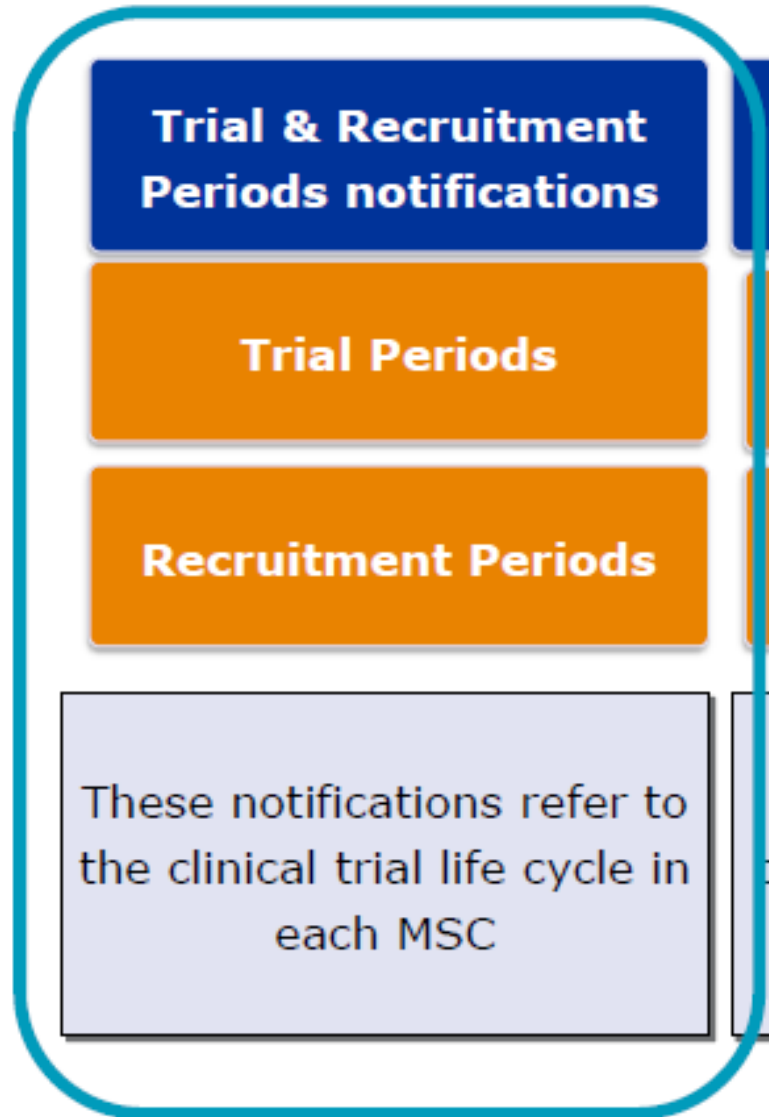 Trial & Recruitment
Periods notifications
Trial Periods
Recruitment Periods
These notifications refer to
the clinical trial life cycle in
each MSC